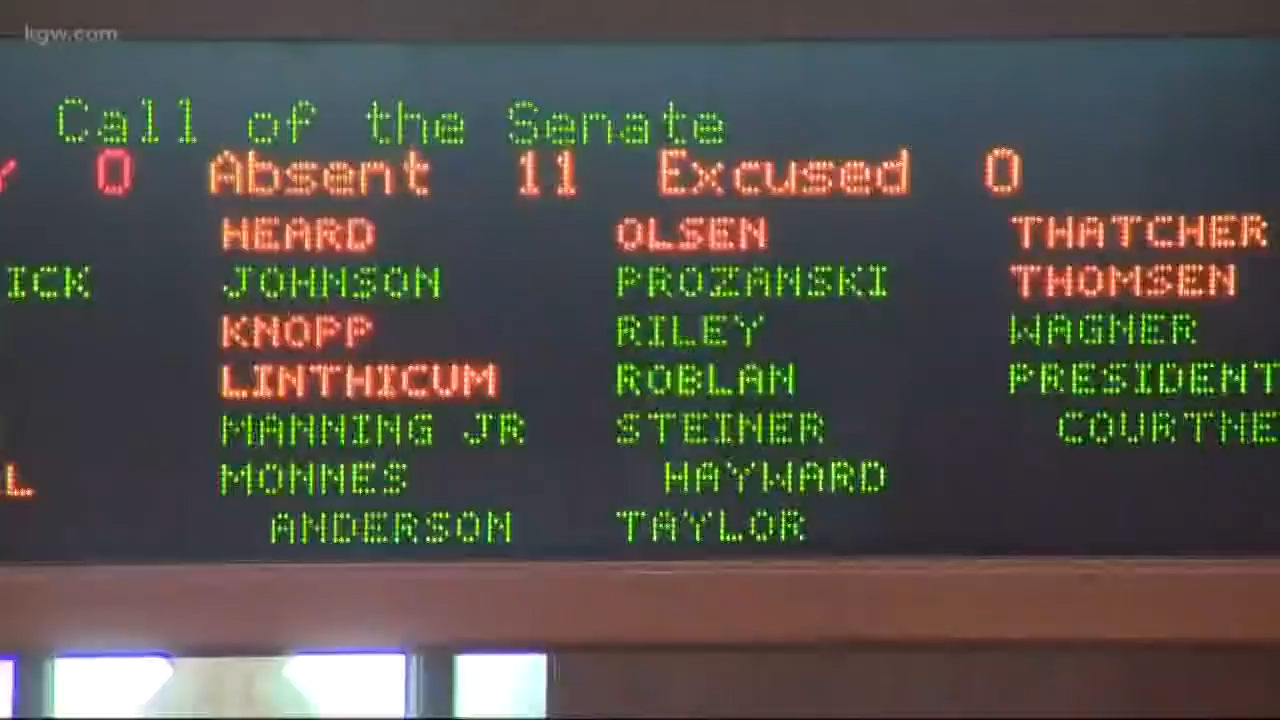 kgw.com
Call of the Senate
Y 0 Absent 11 Excused 0
HEARD OLSEN THATCHER
ICK JOHNSON PROZANSKI THOMSEN
KNOPP RILEY WAGNER
LINTHICUM ROBLAN PRESIDENT
MANNING JR STEINER COURTNE
L MONNES HAYWARD
ANDERSON TAYLOR